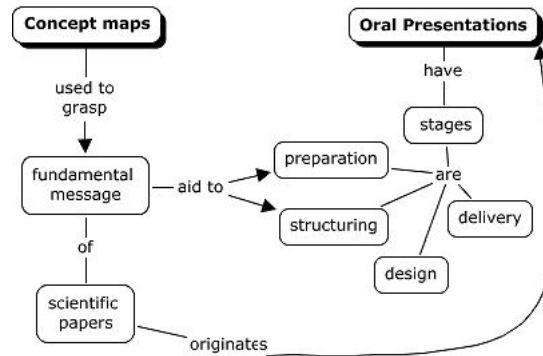 Concept maps
Oral Presentations
used to
grasp
have
stages
fundamental
message
aid to
preparation
are
structuring
delivery
design
of
scientific
papers
originates